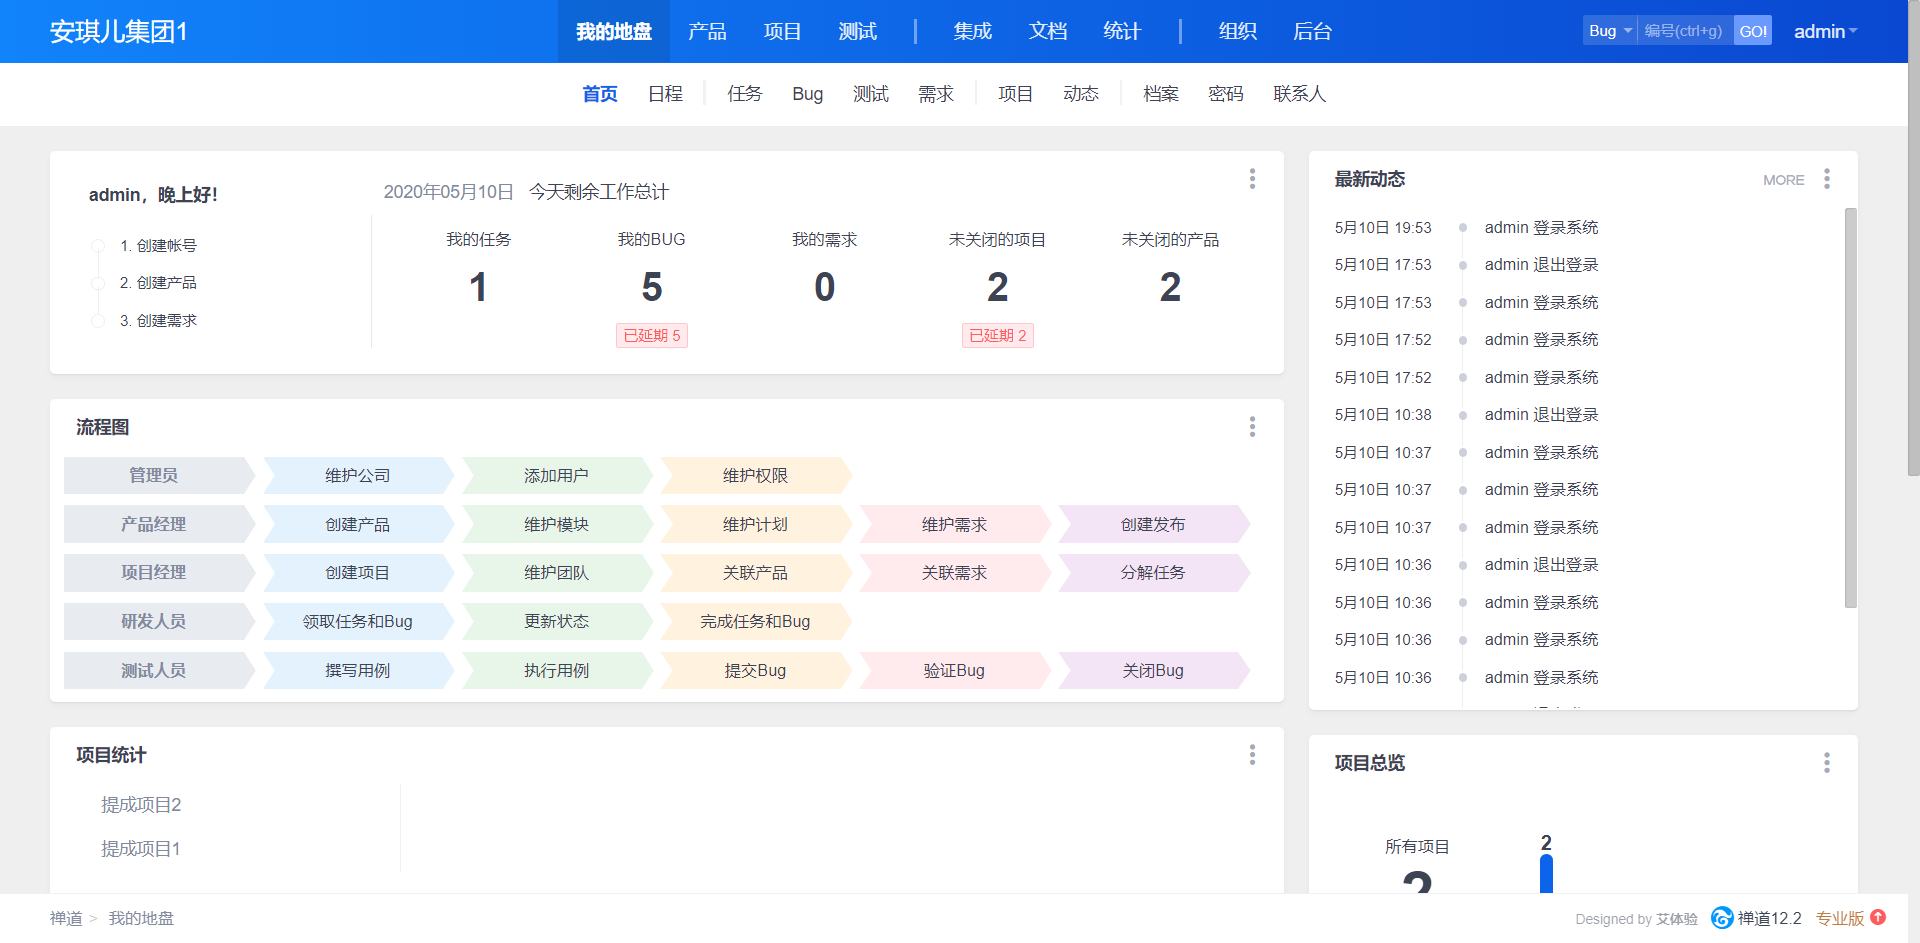 安琪儿集团1 我的地盘 产品 项目 测试 集成 文档 统计 组织 后台 Bug 编号(ctrl+g) GO! admin
首页 日程 任务 Bug 测试 需求 项目 动态 档案 密码 联系人
admin，晚上好!
1. 创建帐号
2. 创建产品
3. 创建需求
2020年05月10日 今天剩余工作总计
我的任务 我的BUG 我的需求 未关闭的项目 未关闭的产品
1 5 0 2 2
已延期 5 已延期 2
流程图
管理员 维护公司 添加用户 维护权限
产品经理 创建产品 维护模块 维护计划 维护需求 创建发布
项目经理 创建项目 维护团队 关联产品 关联需求 分解任务
研发人员 领取任务和Bug 更新状态 完成任务和Bug
测试人员 撰写用例 执行用例 提交Bug 验证Bug 关闭Bug
项目统计
提成项目2
提成项目1
最新动态 MORE
5月10日 19:53 admin 登录系统
5月10日 17:53 admin 退出登录
5月10日 17:53 admin 登录系统
5月10日 17:52 admin 登录系统
5月10日 17:52 admin 登录系统
5月10日 10:38 admin 退出登录
5月10日 10:37 admin 登录系统
5月10日 10:37 admin 登录系统
5月10日 10:37 admin 登录系统
5月10日 10:36 admin 退出登录
5月10日 10:36 admin 登录系统
5月10日 10:36 admin 登录系统
5月10日 10:36 admin 登录系统
项目总览
所有项目 2
2
禅道 > 我的地盘
Designed by 艾体验 禅道12.2 专业版